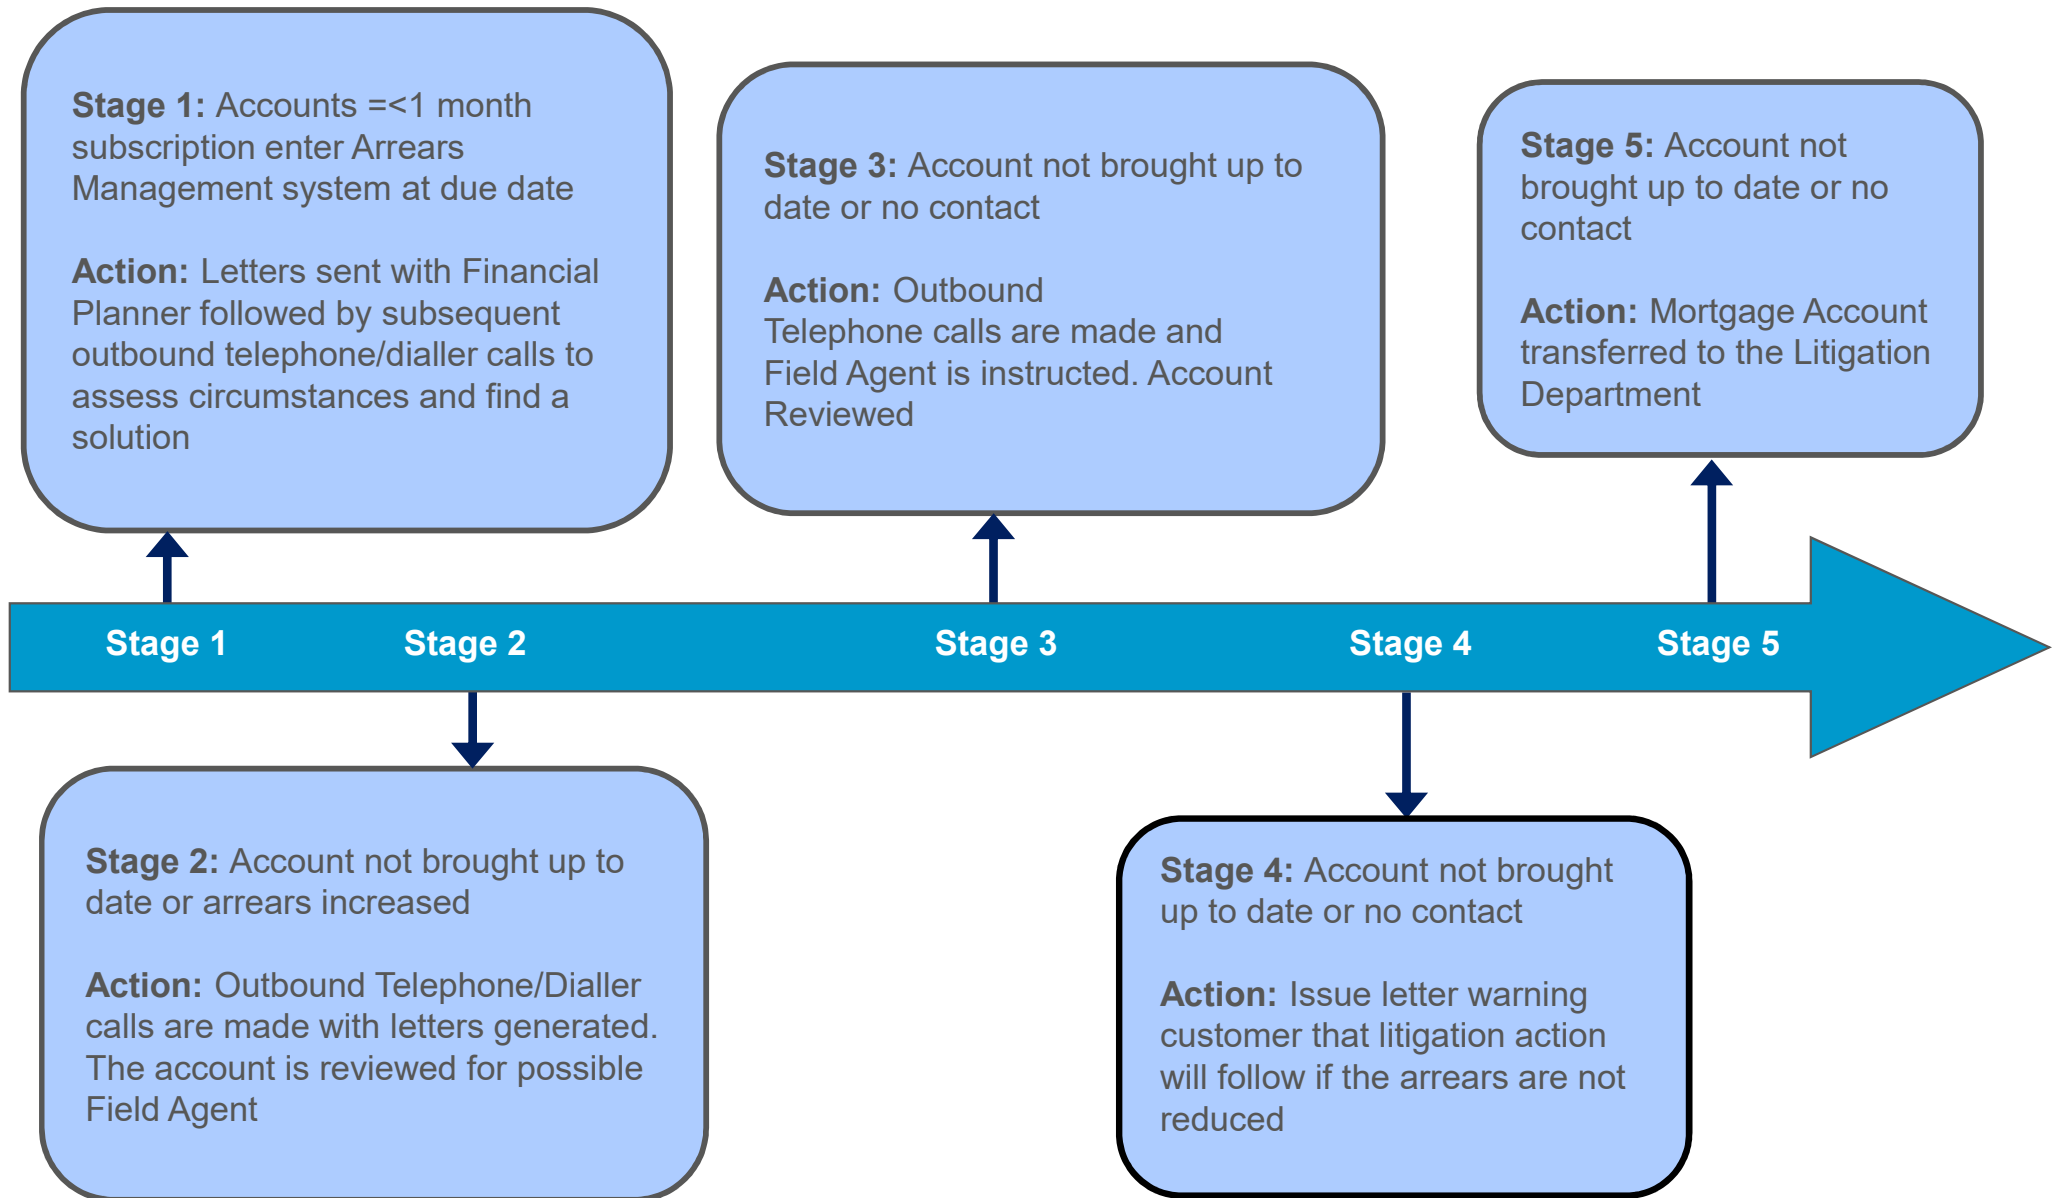 Stage 1: Accounts =<1 month
subscription enter Arrears
Management system at due date
Action: Letters sent with Financial
Planner followed by subsequent
outbound telephone/dialler calls to
assess circumstances and find a
solution
Stage 3: Account not brought up to
date or no contact
Action: Outbound
Telephone calls are made and
Field Agent is instructed. Account
Reviewed
Stage 5: Account not
brought up to date or no
contact
Action: Mortgage Account
transferred to the Litigation
Department
Stage 1
Stage 2
Stage 3
Stage 4
Stage 5
Stage 2: Account not brought up to
date or arrears increased
Action: Outbound Telephone/Dialler
calls are made with letters generated.
The account is reviewed for possible
Field Agent
Stage 4: Account not brought
up to date or no contact
Action: Issue letter warning
customer that litigation action
will follow if the arrears are not
reduced